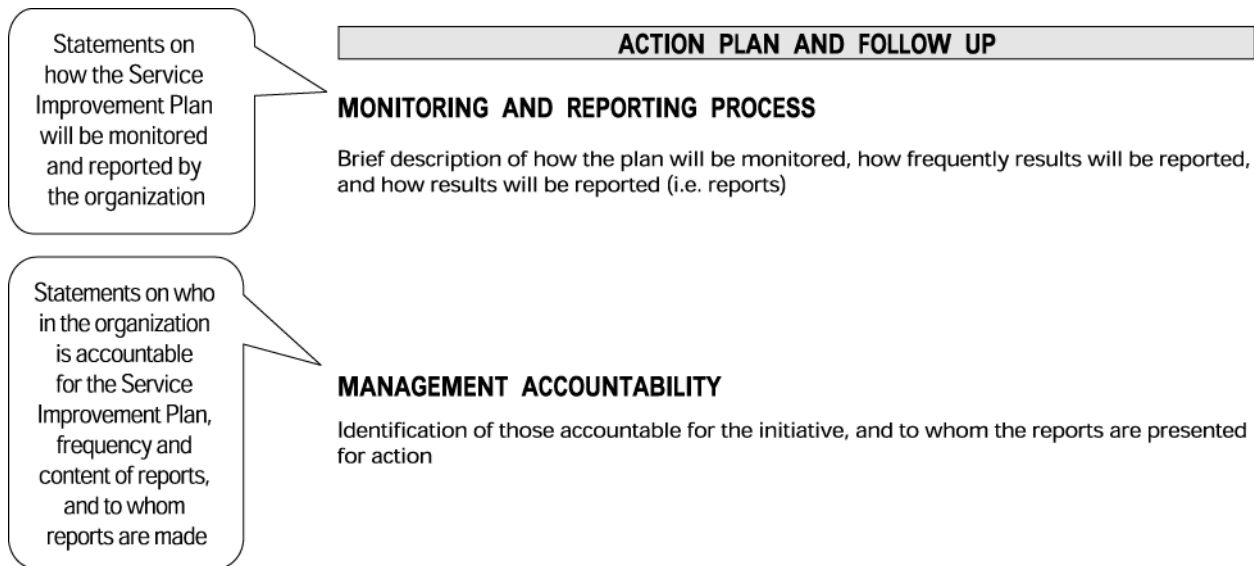 Statements on
how the Service
Improvement Plan
will be monitored
and reported by
the organization
ACTION PLAN AND FOLLOW UP
MONITORING AND REPORTING PROCESS
Brief description of how the plan will be monitored, how frequently results will be reported,
and how results will be reported (i.e. reports)
Statements on who
in the organization
is accountable
for the Service
Improvement Plan,
frequency and
content of reports,
and to whom
reports are made
MANAGEMENT ACCOUNTABILITY
Identification of those accountable for the initiative, and to whom the reports are presented
for action